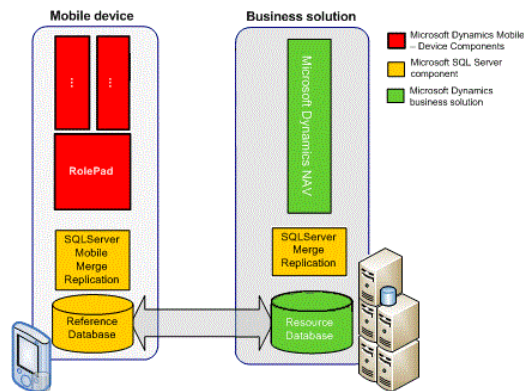 Mobile device
Business solution
...
...
RolePad
SQLServer
Mobile
Merge
Replication
Reference
Database
Microsoft Dynamics NAV
SQLServer
Merge
Replication
Resource
Database
Microsoft Dynamics Mobile
– Device Components
Microsoft SQL Server
component
Microsoft Dynamics
business solution